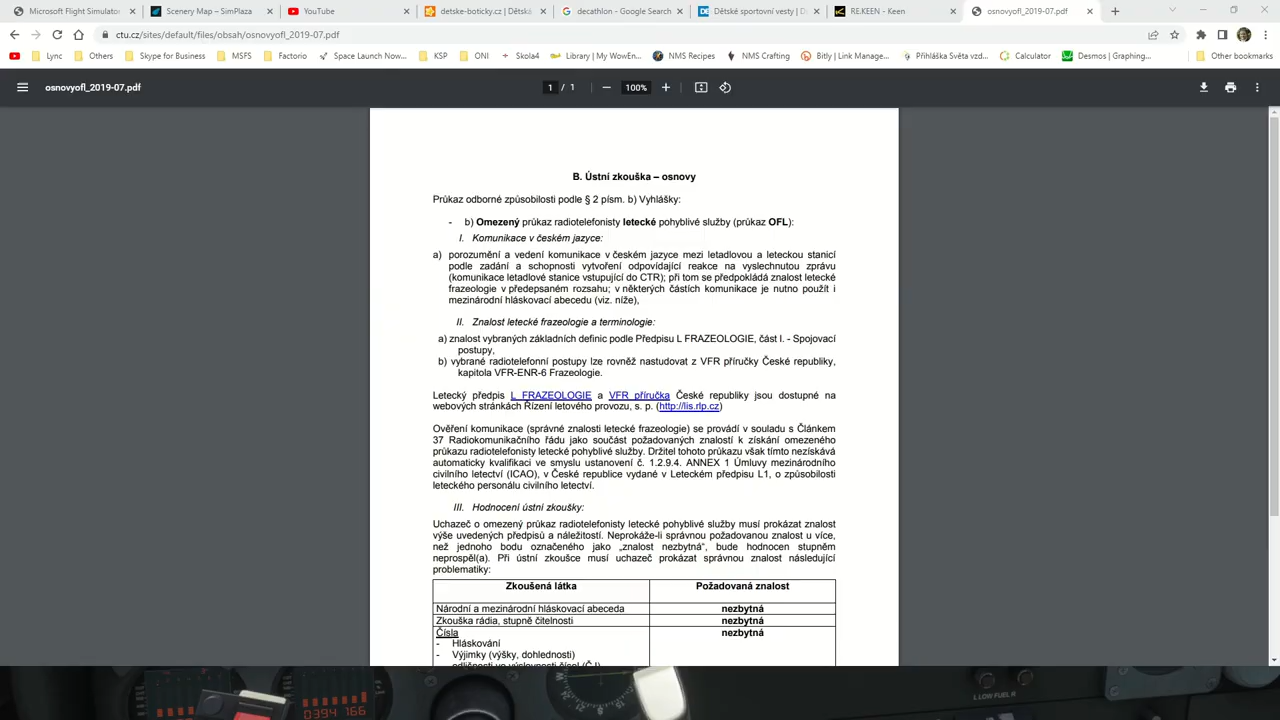 Microsoft Flight Simulator
Scenery Map – SimPlaza
YouTube
detske-boticky.cz | Dětská
decathlon - Google Search
Dětské sportovní vesty | D
RE.KEEN - Keen
osnovyofl_2019-07.pdf
ctu.cz/sites/default/files/obsah/osnovyofl_2019-07.pdf
Lync
Others
Skype for Business
MSFS
Factorio
Space Launch Now...
KSP
ONI
Skola4
Library | My WowEn...
NMS Recipes
NMS Crafting
Bitly | Link Manage...
Přihláška Světa vzd...
Calculator
Desmos | Graphing...
Other bookmarks
osnovyofl_2019-07.pdf
1 / 1
100%
B. Ústní zkouška – osnovy
Průkaz odborné způsobilosti podle § 2 písm. b) Vyhlášky:
- b) Omezený průkaz radiotelefonisty letecké pohyblivé služby (průkaz OFL):
I. Komunikace v českém jazyce:
a) porozumění a vedení komunikace v českém jazyce mezi letadlovou a leteckou stanicí
podle zadání a schopnosti vytvoření odpovídající reakce na vyslechnutou zprávu
(komunikace letadlové stanice vstupující do CTR); při tom se předpokládá znalost letecké
frazeologie v předepsaném rozsahu; v některých částích komunikace je nutno použít i
mezinárodní hláskovací abecedu (viz. níže),
II. Znalost letecké frazeologie a terminologie:
a) znalost vybraných základních definic podle Předpisu L FRAZEOLOGIE, část I. - Spojovací
postupy,
b) vybrané radiotelefonní postupy lze rovněž nastudovat z VFR příručky České republiky,
kapitola VFR-ENR-6 Frazeologie.
Letecký předpis L FRAZEOLOGIE a VFR příručka České republiky jsou dostupné na
webových stránkách Řízení letového provozu, s. p. (http://lis.rlp.cz)
Ověření komunikace (správné znalosti letecké frazeologie) se provádí v souladu s Článkem
37 Radiokomunikačního řádu jako součást požadovaných znalostí k získání omezeného
průkazu radiotelefonisty letecké pohyblivé služby. Držitel tohoto průkazu však tímto nezískává
automaticky kvalifikaci ve smyslu ustanovení č. 1.2.9.4. ANNEX 1 Úmluvy mezinárodního
civilního letectví (ICAO), v České republice vydané v Leteckém předpisu L1, o způsobilosti
leteckého personálu civilního letectví.
III. Hodnocení ústní zkoušky:
Uchazeč o omezený průkaz radiotelefonisty letecké pohyblivé služby musí prokázat znalost
výše uvedených předpisů a náležitostí. Neprokáže-li správnou požadovanou znalost u více,
než jednoho bodu označeného jako „znalost nezbytná“, bude hodnocen stupněm
neprospěl(a). Při ústní zkoušce musí uchazeč prokázat správnou znalost následující
problematiky:
Zkoušená látka
Požadovaná znalost
Národní a mezinárodní hláskovací abeceda
nezbytná
Zkouška rádia, stupně čitelnosti
nezbytná
Čísla
nezbytná
- Hláskování
- Výjimky (výšky, dohlednosti)
odlišnosti ve výslovnosti čísel (ČJ)
L LOW FUEL R
0394 166